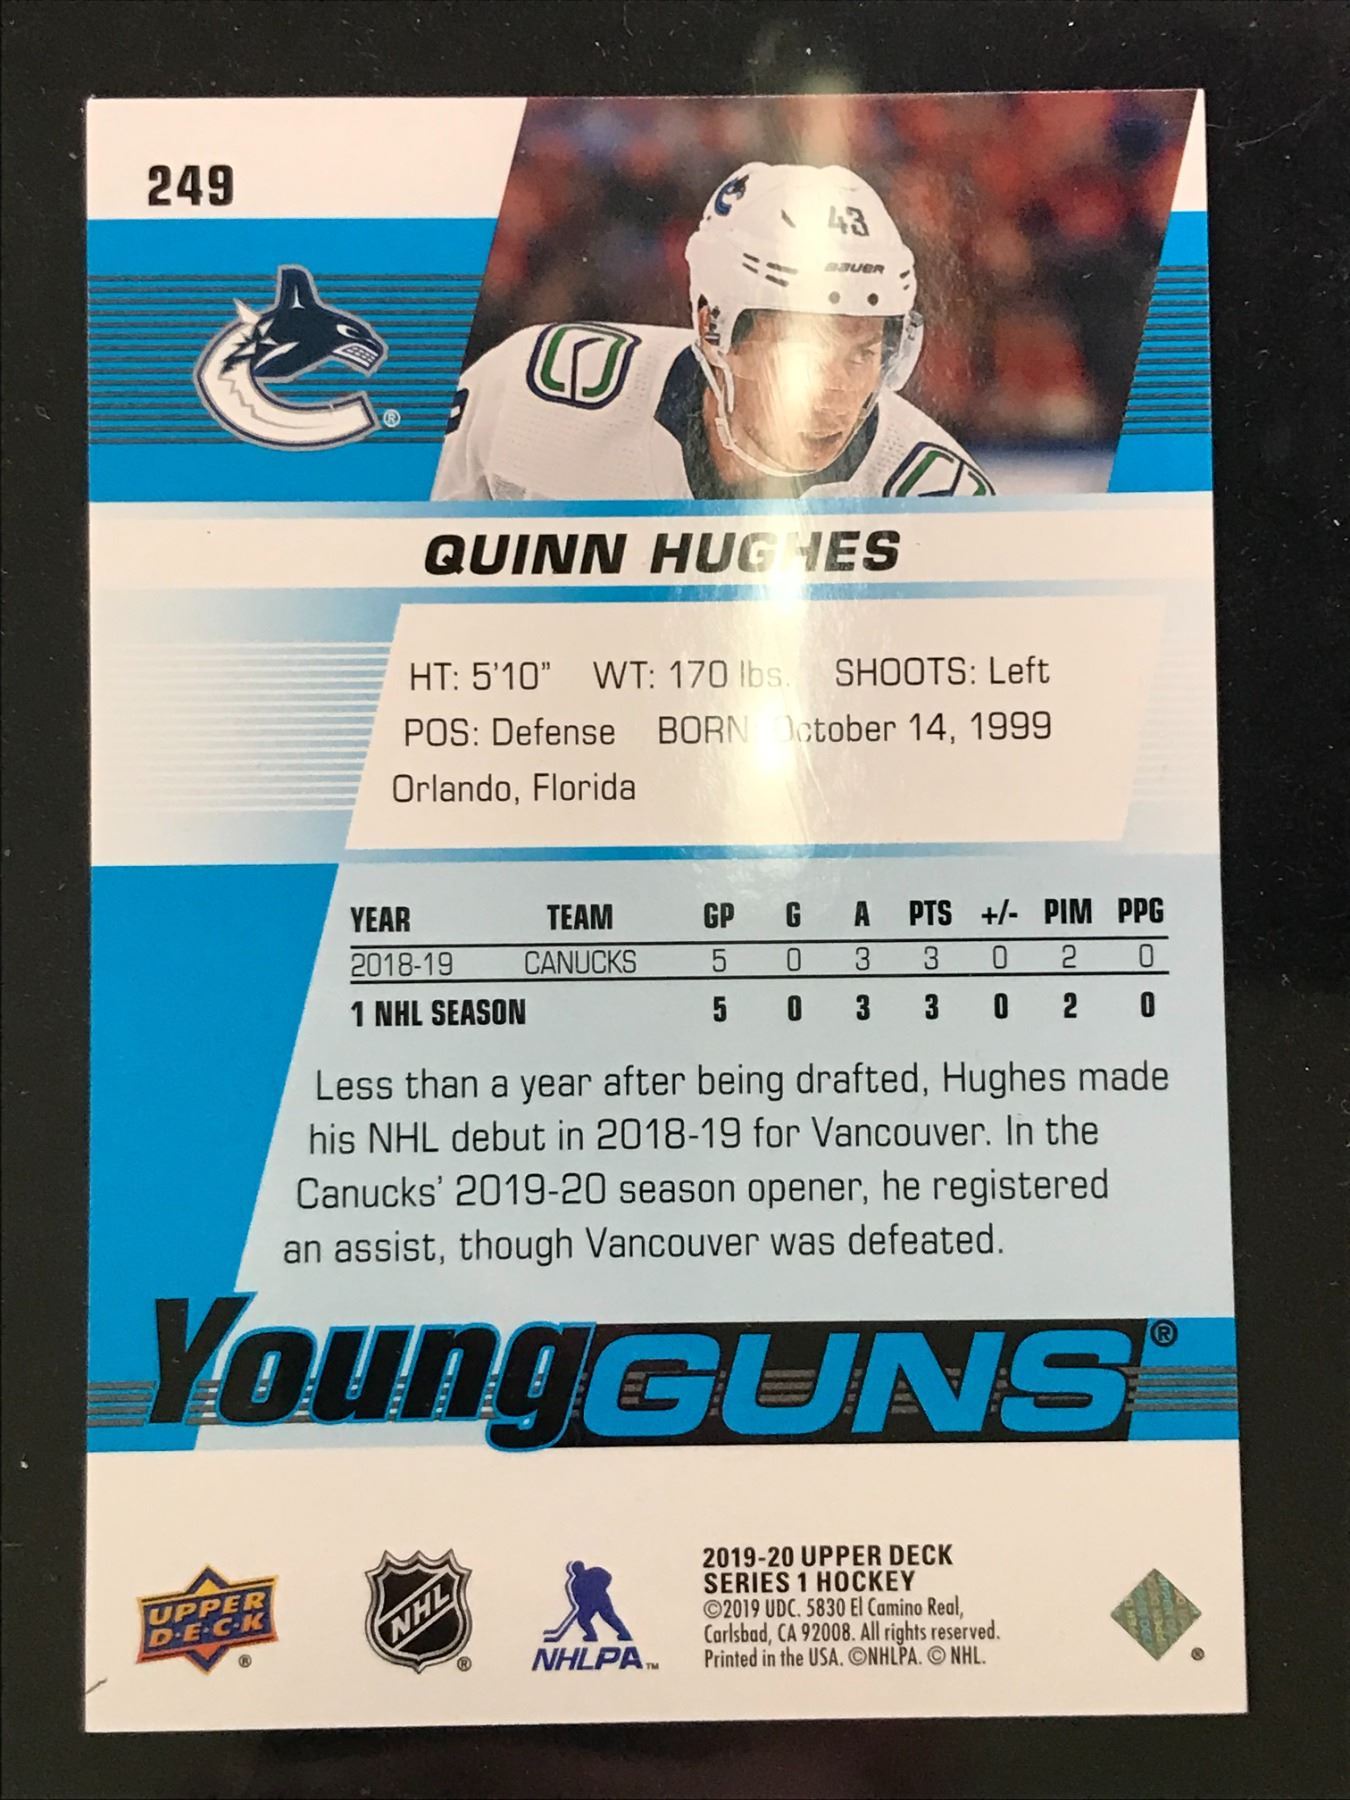 249
43
BAUER
®
QUINN HUGHES
HT: 5'10" WT: 170 lbs. SHOOTS: Left
POS: Defense BORN October 14, 1999
Orlando, Florida
YEAR TEAM GP G A PTS +/- PIM PPG
2018-19 CANUCKS 5 0 3 3 0 2 0
1 NHL SEASON 5 0 3 3 0 2 0
Less than a year after being drafted, Hughes made
his NHL debut in 2018-19 for Vancouver. In the
Canucks' 2019-20 season opener, he registered
an assist, though Vancouver was defeated.
Young GUNS®
UPPER
D·E·C·K ®
NHL ®
NHLPA™
2019-20 UPPER DECK
SERIES 1 HOCKEY
©2019 UDC. 5830 El Camino Real,
Carlsbad, CA 92008. All rights reserved.
Printed in the USA. ©NHLPA. © NHL.
®